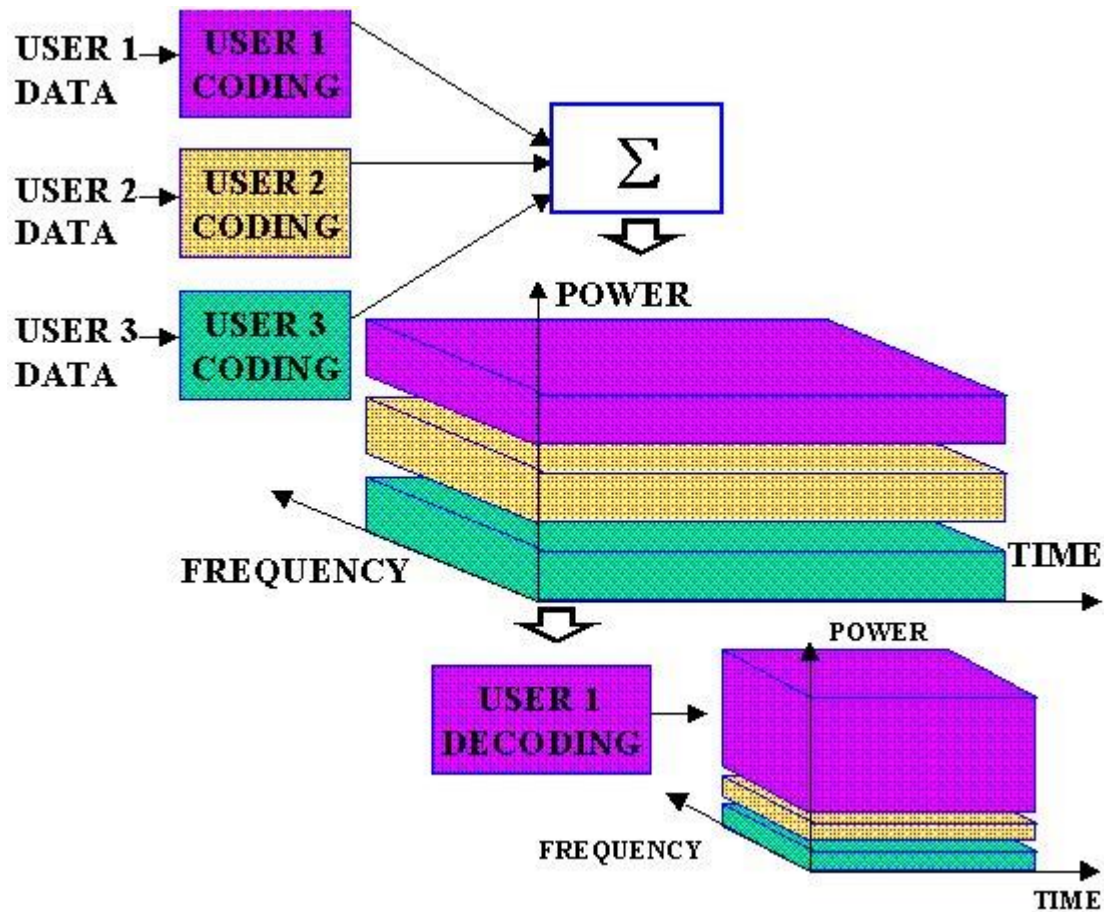 USER 1
DATA
USER 1
CODING
USER 2
DATA
USER 2
CODING
USER 3
DATA
USER 3
CODING
Σ
POWER
FREQUENCY
TIME
USER 1
DECODING
POWER
FREQUENCY
TIME